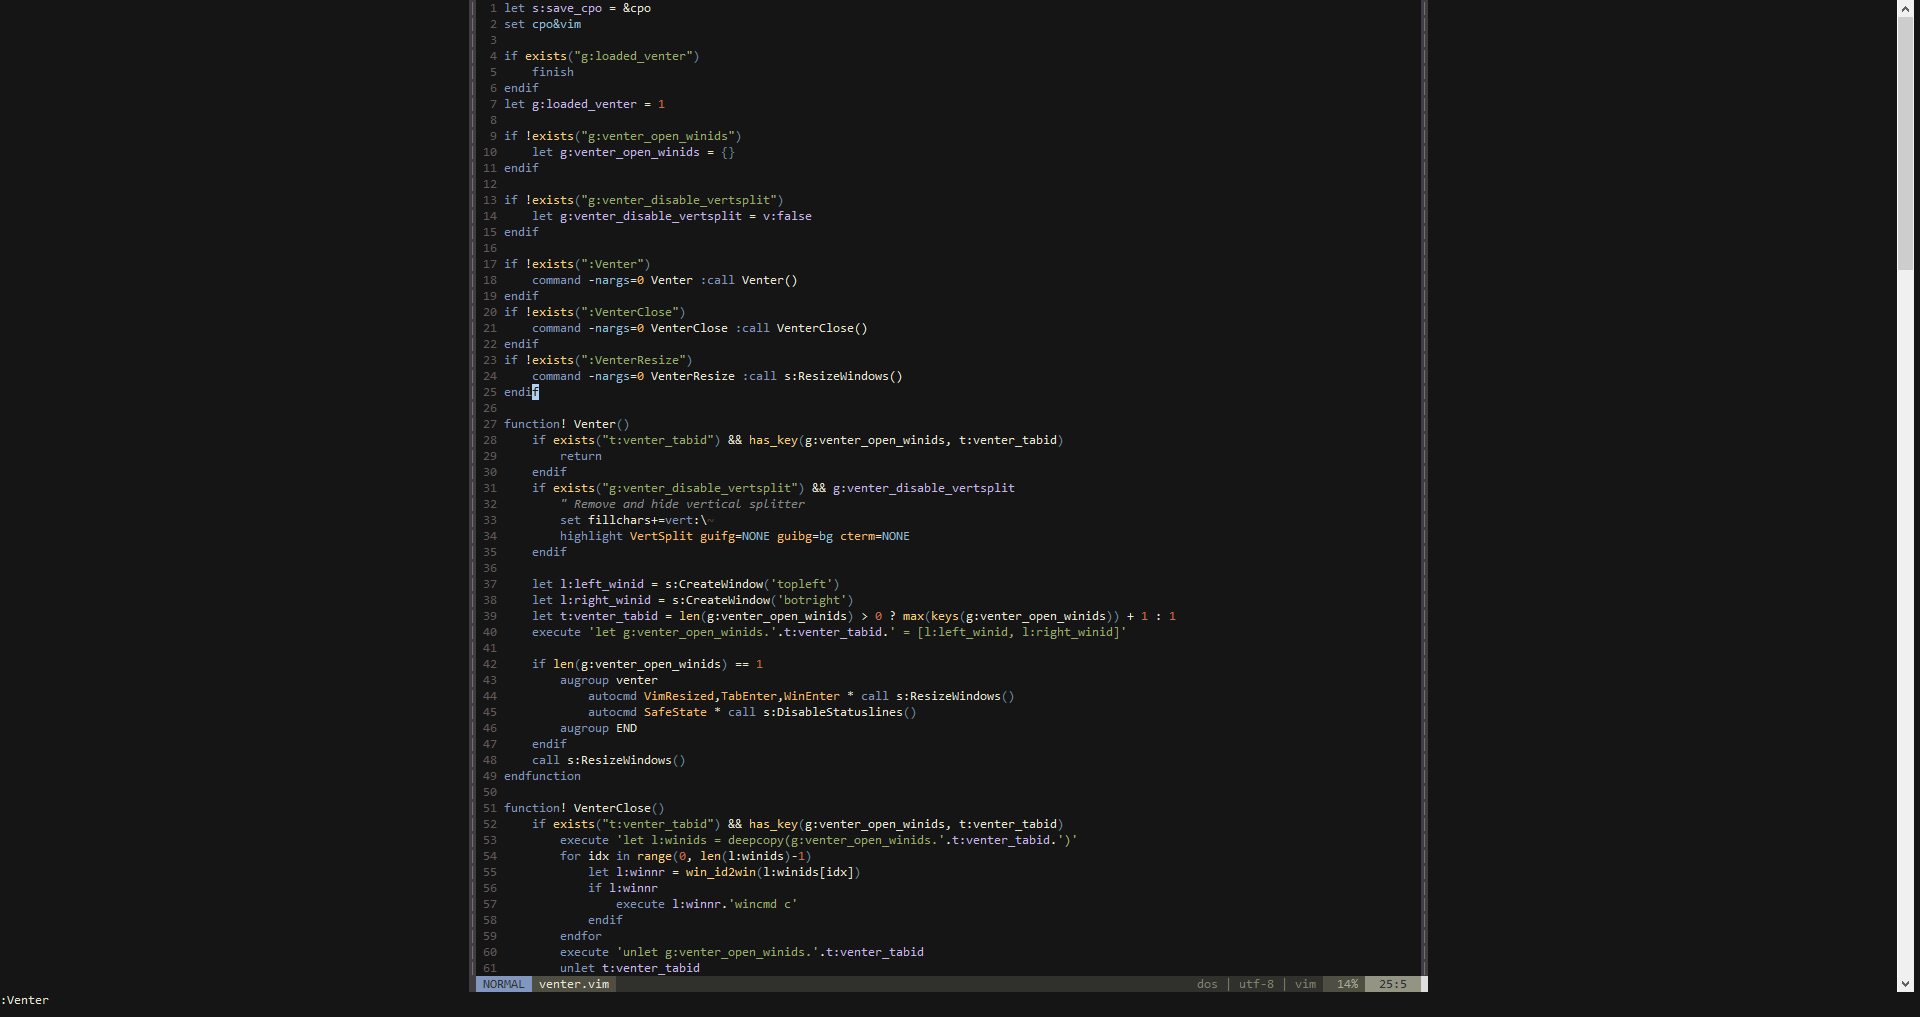 1 let s:save_cpo = &cpo
2 set cpo&vim
3
4 if exists("g:loaded_venter")
5     finish
6 endif
7 let g:loaded_venter = 1
8
9 if !exists("g:venter_open_winids")
10     let g:venter_open_winids = {}
11 endif
12
13 if !exists("g:venter_disable_vertsplit")
14     let g:venter_disable_vertsplit = v:false
15 endif
16
17 if !exists(":Venter")
18     command -nargs=0 Venter :call Venter()
19 endif
20 if !exists(":VenterClose")
21     command -nargs=0 VenterClose :call VenterClose()
22 endif
23 if !exists(":VenterResize")
24     command -nargs=0 VenterResize :call s:ResizeWindows()
25 endif
26
27 function! Venter()
28     if exists("t:venter_tabid") && has_key(g:venter_open_winids, t:venter_tabid)
29         return
30     endif
31     if exists("g:venter_disable_vertsplit") && g:venter_disable_vertsplit
32         " Remove and hide vertical splitter
33         set fillchars+=vert:\~
34         highlight VertSplit guifg=NONE guibg=bg cterm=NONE
35     endif
36
37     let l:left_winid = s:CreateWindow('topleft')
38     let l:right_winid = s:CreateWindow('botright')
39     let t:venter_tabid = len(g:venter_open_winids) > 0 ? max(keys(g:venter_open_winids)) + 1 : 1
40     execute 'let g:venter_open_winids.'.t:venter_tabid.' = [l:left_winid, l:right_winid]'
41
42     if len(g:venter_open_winids) == 1
43         augroup venter
44             autocmd VimResized,TabEnter,WinEnter * call s:ResizeWindows()
45             autocmd SafeState * call s:DisableStatuslines()
46         augroup END
47     endif
48     call s:ResizeWindows()
49 endfunction
50
51 function! VenterClose()
52     if exists("t:venter_tabid") && has_key(g:venter_open_winids, t:venter_tabid)
53         execute 'let l:winids = deepcopy(g:venter_open_winids.'.t:venter_tabid.')'
54         for idx in range(0, len(l:winids)-1)
55             let l:winnr = win_id2win(l:winids[idx])
56             if l:winnr
57                 execute l:winnr.'wincmd c'
58             endif
59         endfor
60         execute 'unlet g:venter_open_winids.'.t:venter_tabid
61         unlet t:venter_tabid
NORMAL venter.vim dos | utf-8 | vim 14% 25:5
:Venter